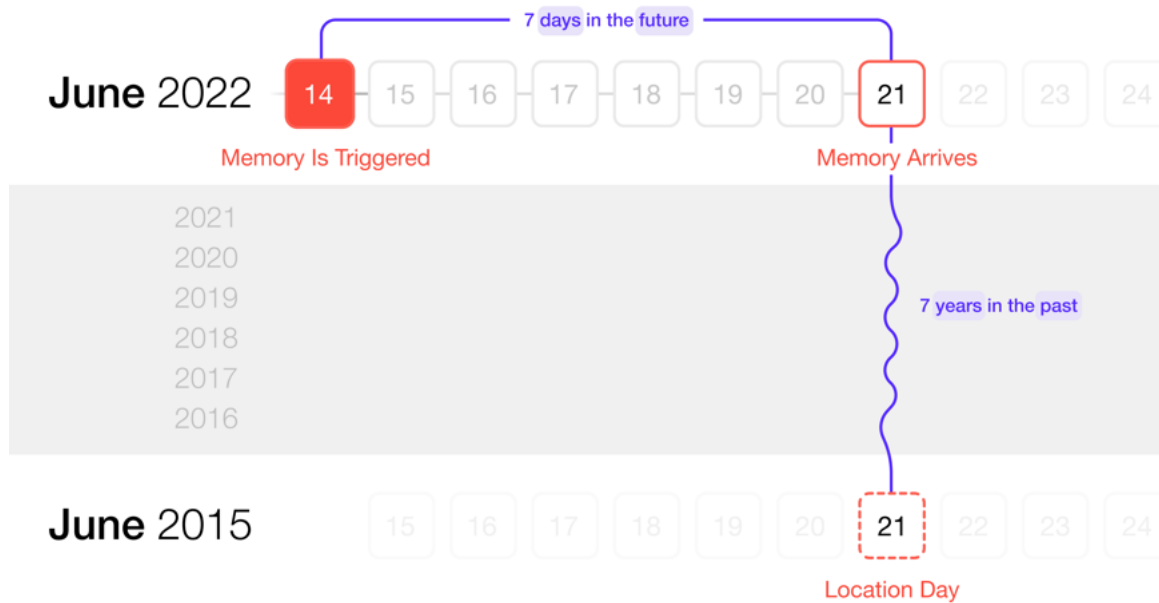 7 days in the future
June 2022 14 15 16 17 18 19 20 21 22 23 24
Memory Is Triggered Memory Arrives
2021
2020
2019
7 years in the past
2018
2017
2016
June 2015 15 16 17 18 19 20 21 22 23 24
Location Day